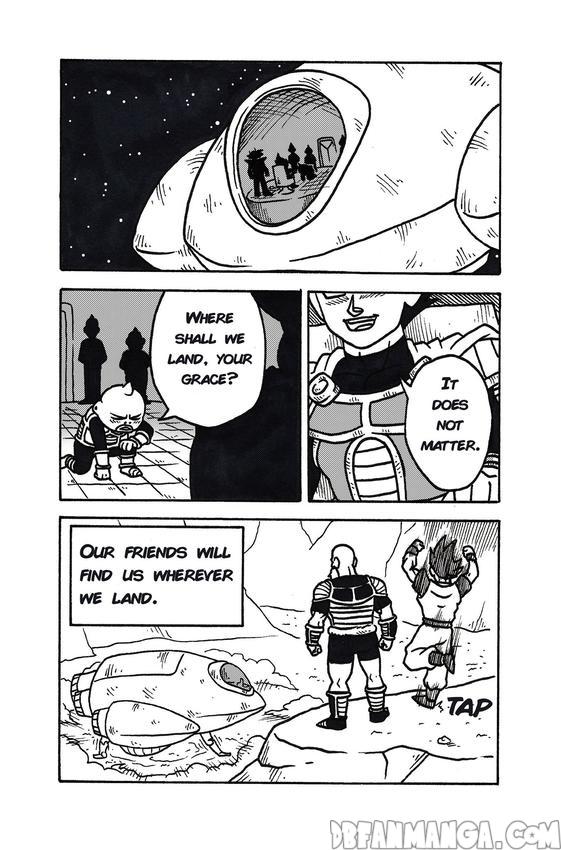 WHERE
SHALL WE
LAND, YOUR
GRACE?
IT
DOES
NOT
MATTER.
OUR FRIENDS WILL
FIND US WHEREVER
WE LAND.
TAP
DBFANMANGA.COM